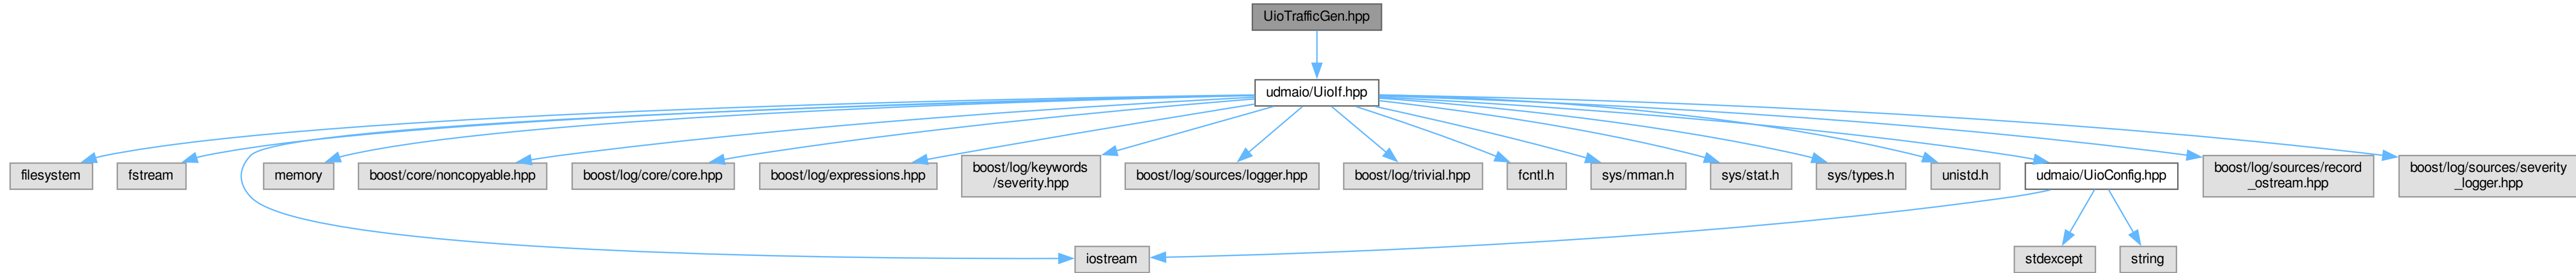 UioTrafficGen.hpp
udmaio/UioIf.hpp
filesystem
fstream
memory
boost/core/noncopyable.hpp
boost/log/core/core.hpp
boost/log/expressions.hpp
boost/log/keywords
/severity.hpp
boost/log/sources/logger.hpp
boost/log/trivial.hpp
fcntl.h
sys/mman.h
sys/stat.h
sys/types.h
unistd.h
udmaio/UioConfig.hpp
boost/log/sources/record
_ostream.hpp
boost/log/sources/severity
_logger.hpp
iostream
stdexcept
string